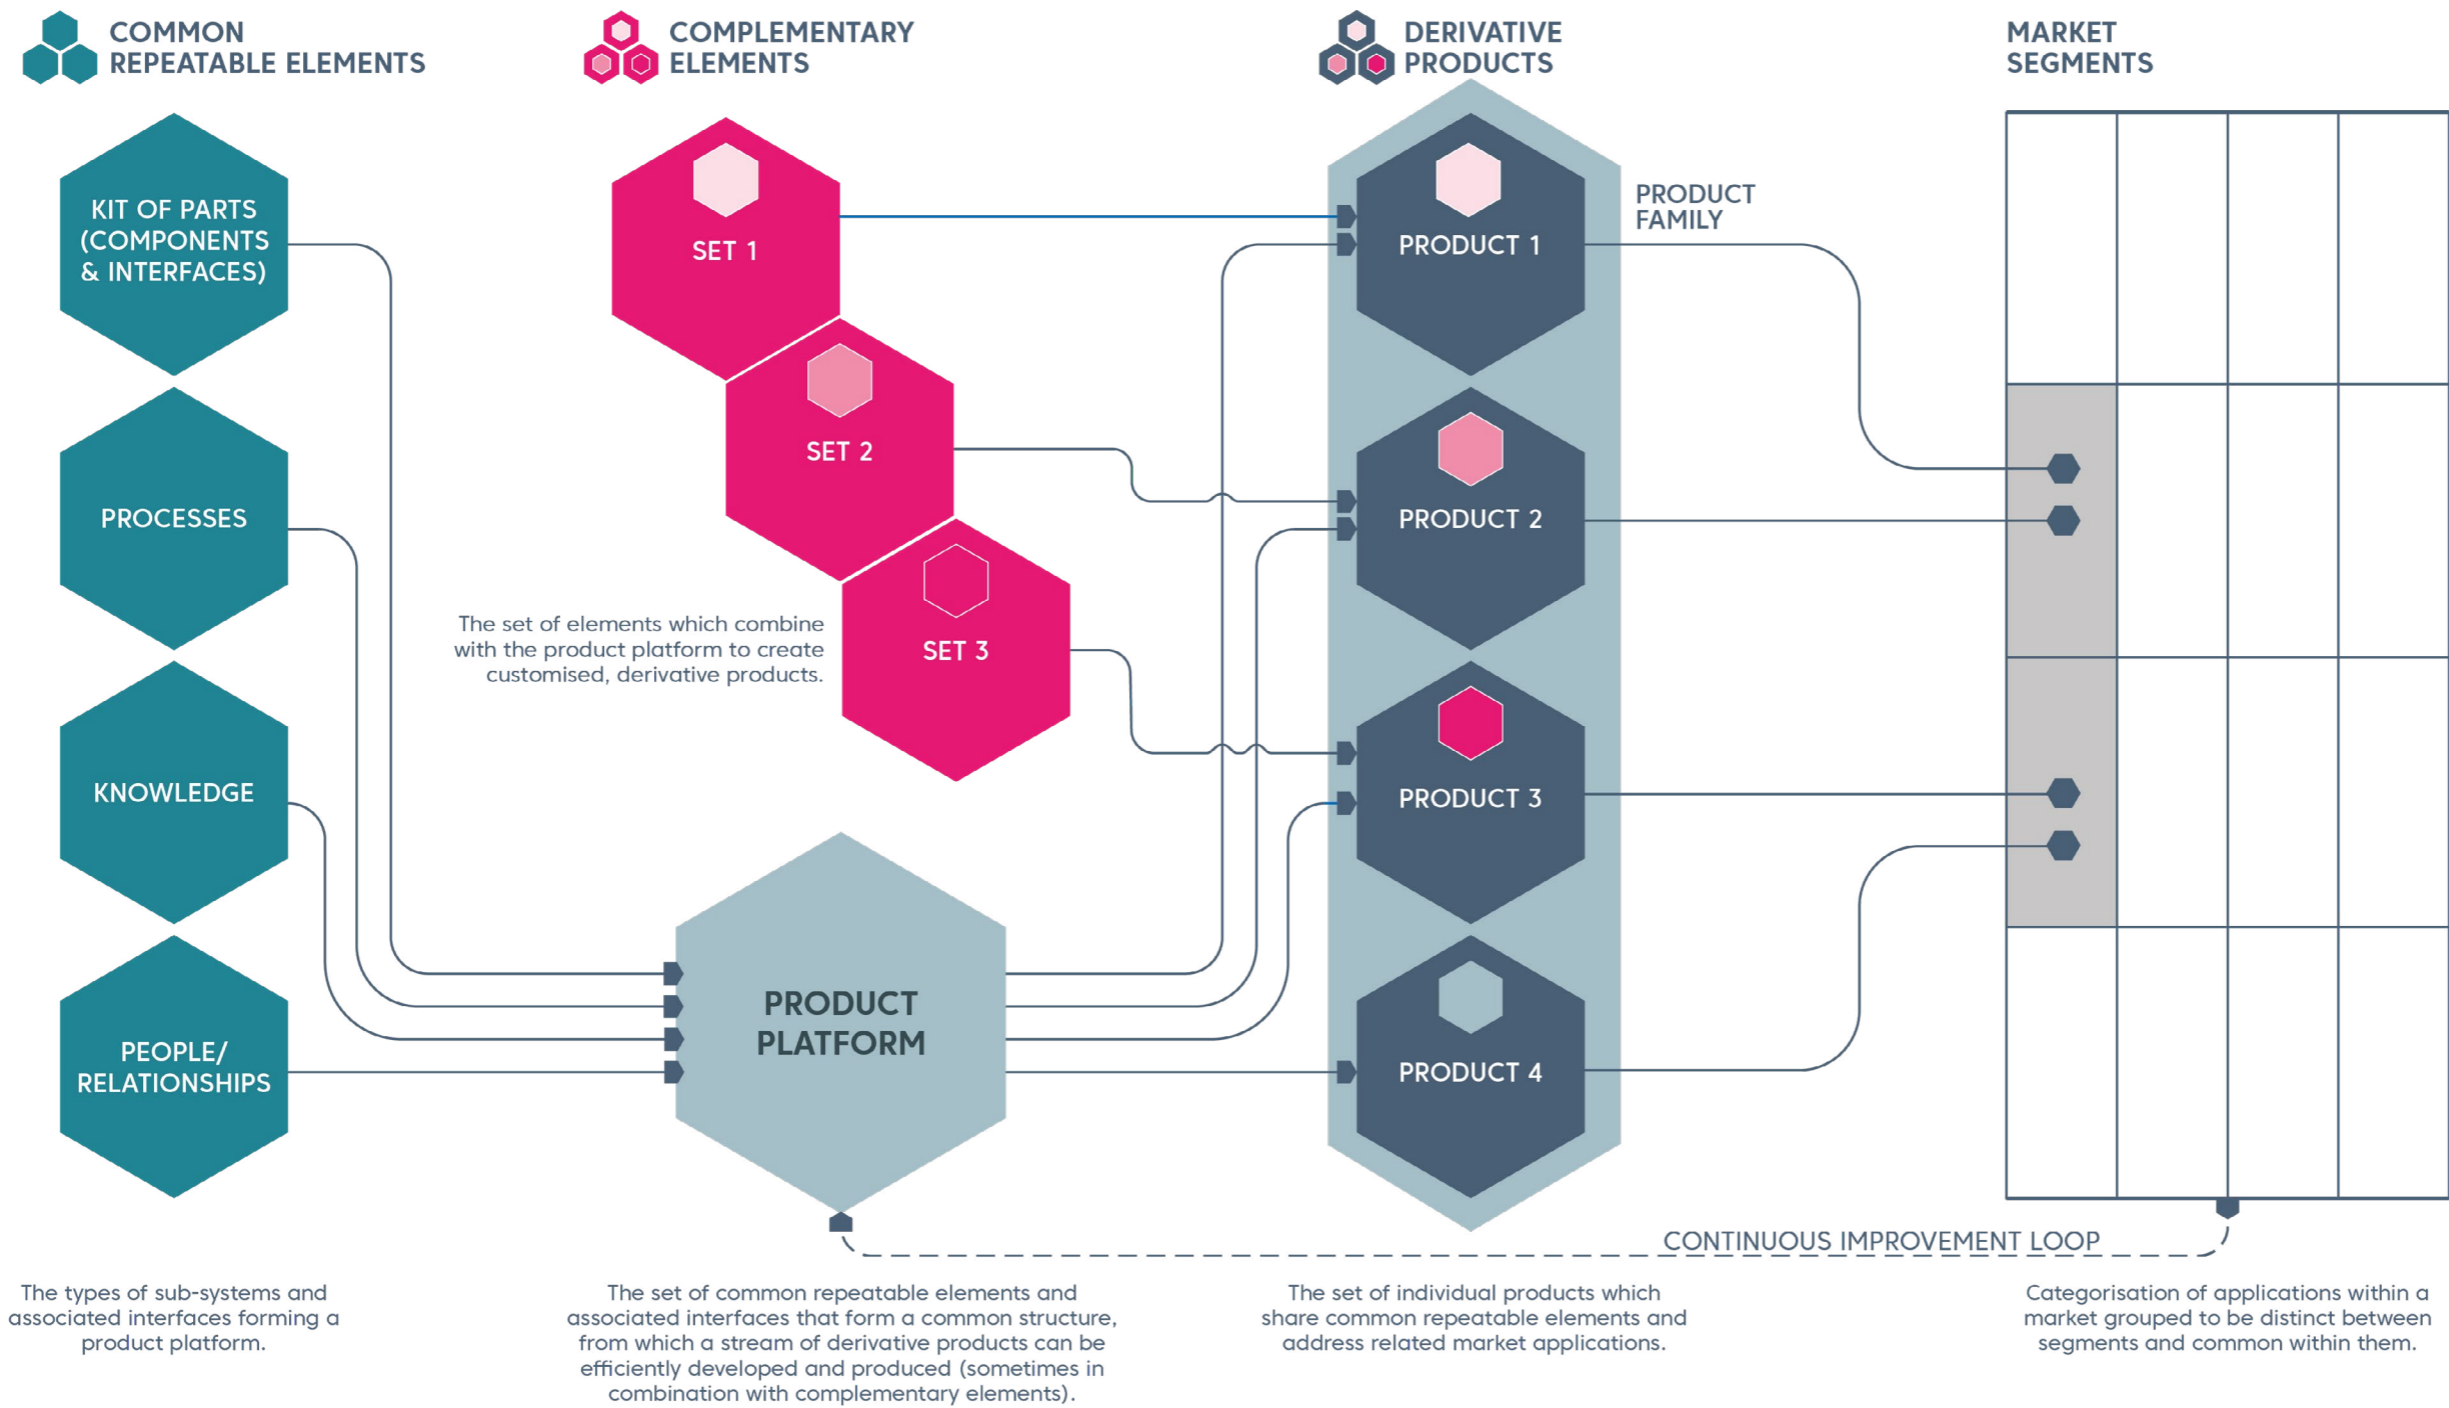 COMMON
REPEATABLE ELEMENTS
COMPLEMENTARY
ELEMENTS
DERIVATIVE
PRODUCTS
MARKET
SEGMENTS
KIT OF PARTS
(COMPONENTS
& INTERFACES)
PROCESSES
KNOWLEDGE
PEOPLE/
RELATIONSHIPS
SET 1
SET 2
SET 3
The set of elements which combine
with the product platform to create
customised, derivative products.
PRODUCT
PLATFORM
PRODUCT 1
PRODUCT 2
PRODUCT 3
PRODUCT 4
PRODUCT
FAMILY
CONTINUOUS IMPROVEMENT LOOP
The types of sub-systems and
associated interfaces forming a
product platform.
The set of common repeatable elements and
associated interfaces that form a common structure,
from which a stream of derivative products can be
efficiently developed and produced (sometimes in
combination with complementary elements).
The set of individual products which
share common repeatable elements and
address related market applications.
Categorisation of applications within a
market grouped to be distinct between
segments and common within them.